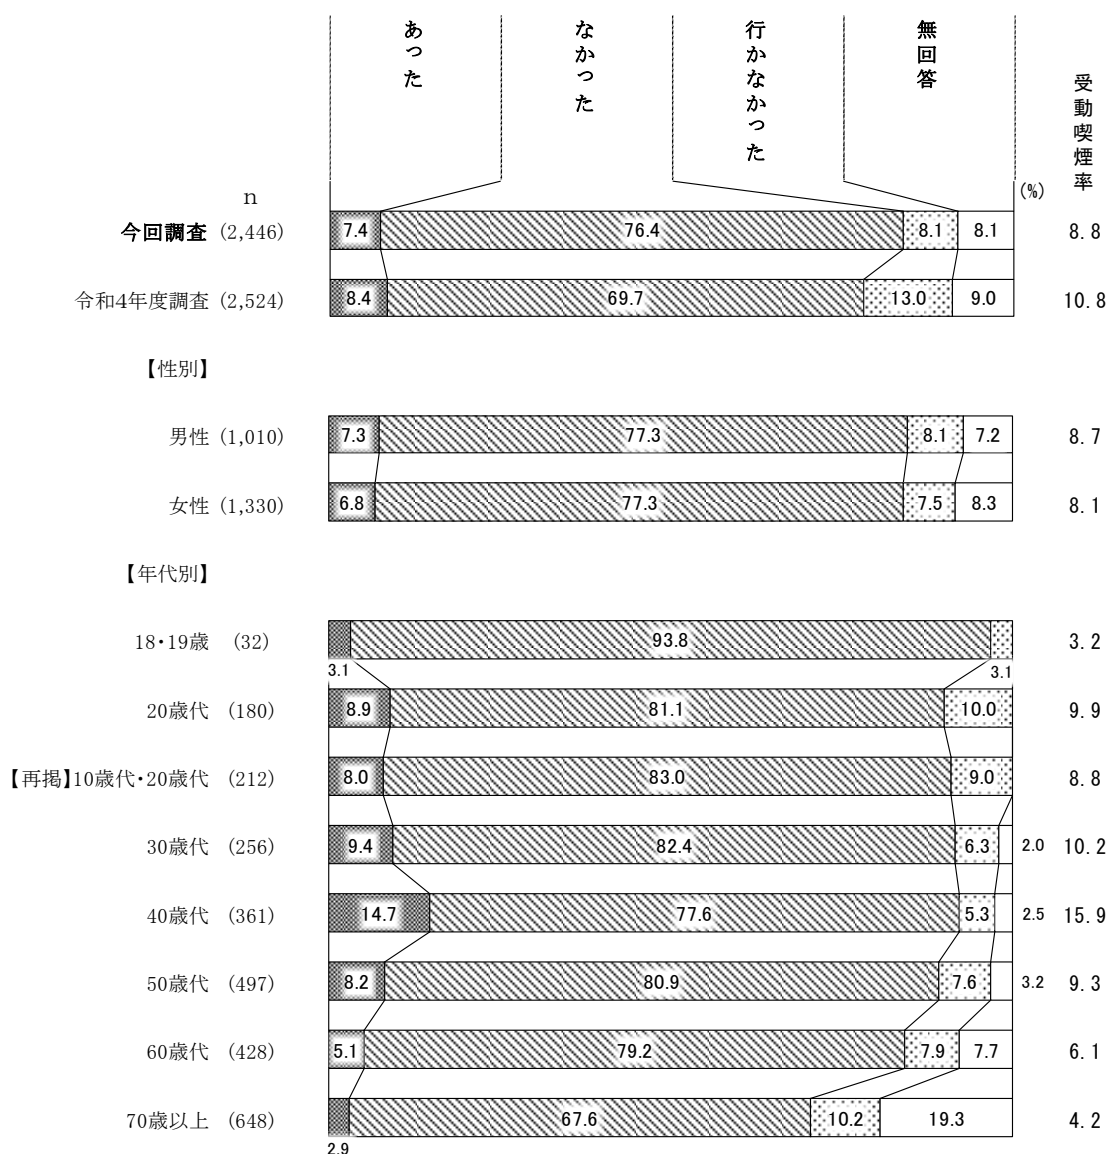 あった
なかった
行かなかった
無回答
受動喫煙率
n
(%)
今回調査 (2,446) 7.4 76.4 8.1 8.1 8.8
令和4年度調査 (2,524) 8.4 69.7 13.0 9.0 10.8
【性別】
男性 (1,010) 7.3 77.3 8.1 7.2 8.7
女性 (1,330) 6.8 77.3 7.5 8.3 8.1
【年代別】
18・19歳 (32) 93.8 3.2
3.1 3.1
20歳代 (180) 8.9 81.1 10.0 9.9
【再掲】10歳代・20歳代 (212) 8.0 83.0 9.0 8.8
30歳代 (256) 9.4 82.4 6.3 2.0 10.2
40歳代 (361) 14.7 77.6 5.3 2.5 15.9
50歳代 (497) 8.2 80.9 7.6 3.2 9.3
60歳代 (428) 5.1 79.2 7.9 7.7 6.1
70歳以上 (648) 67.6 10.2 19.3 4.2
2.9